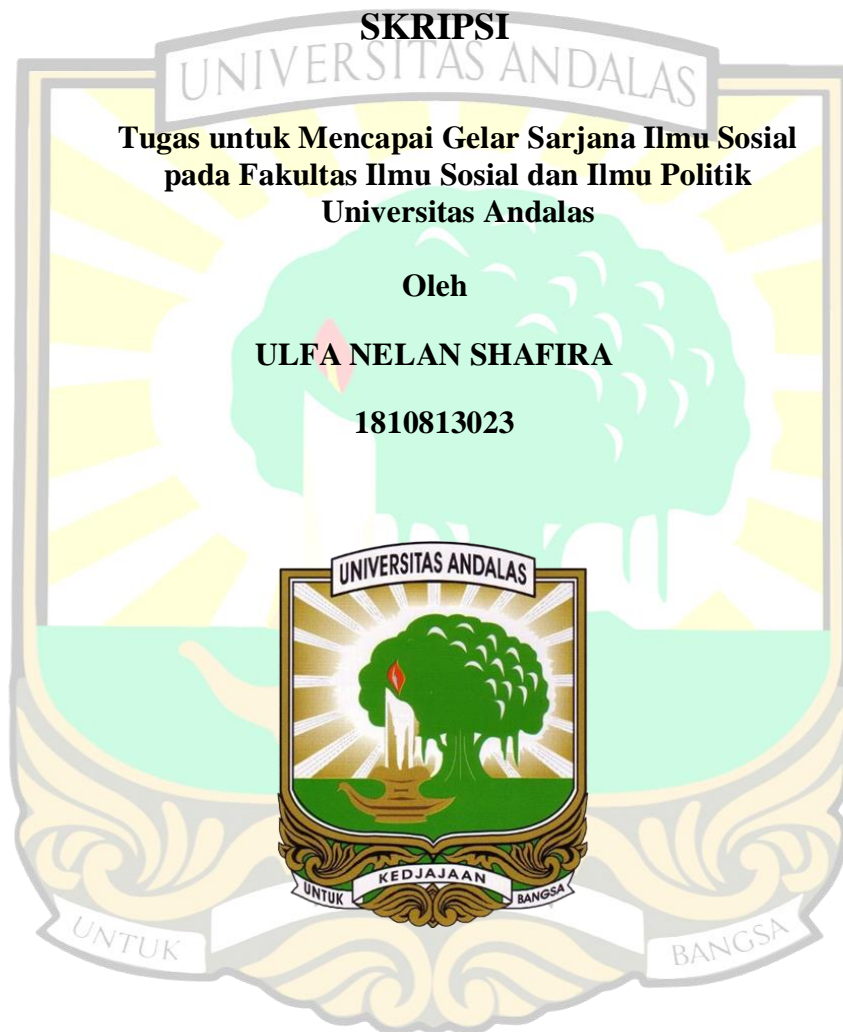 SKRIPSI
UNIVERSITAS ANDALAS
Tugas untuk Mencapai Gelar Sarjana Ilmu Sosial
pada Fakultas Ilmu Sosial dan Ilmu Politik
Universitas Andalas
Oleh
ULFA NELAN SHAFIRA
1810813023
UNIVERSITAS ANDALAS
UNTUK KEDJAJAAN BANGSA
UNTUK BANGSA